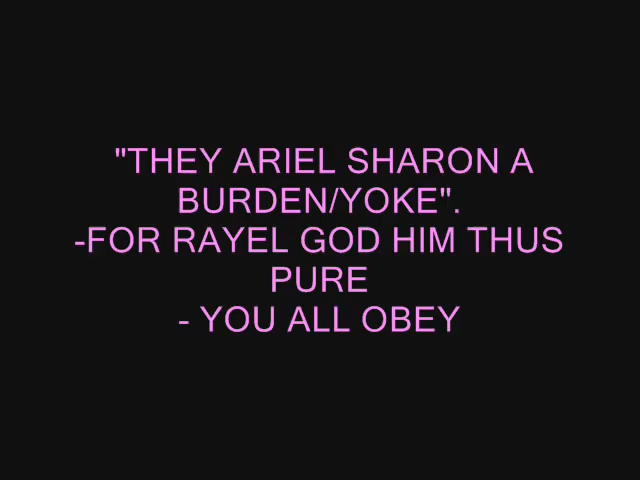 "THEY ARIEL SHARON A
BURDEN/YOKE".
-FOR RAYEL GOD HIM THUS
PURE
- YOU ALL OBEY